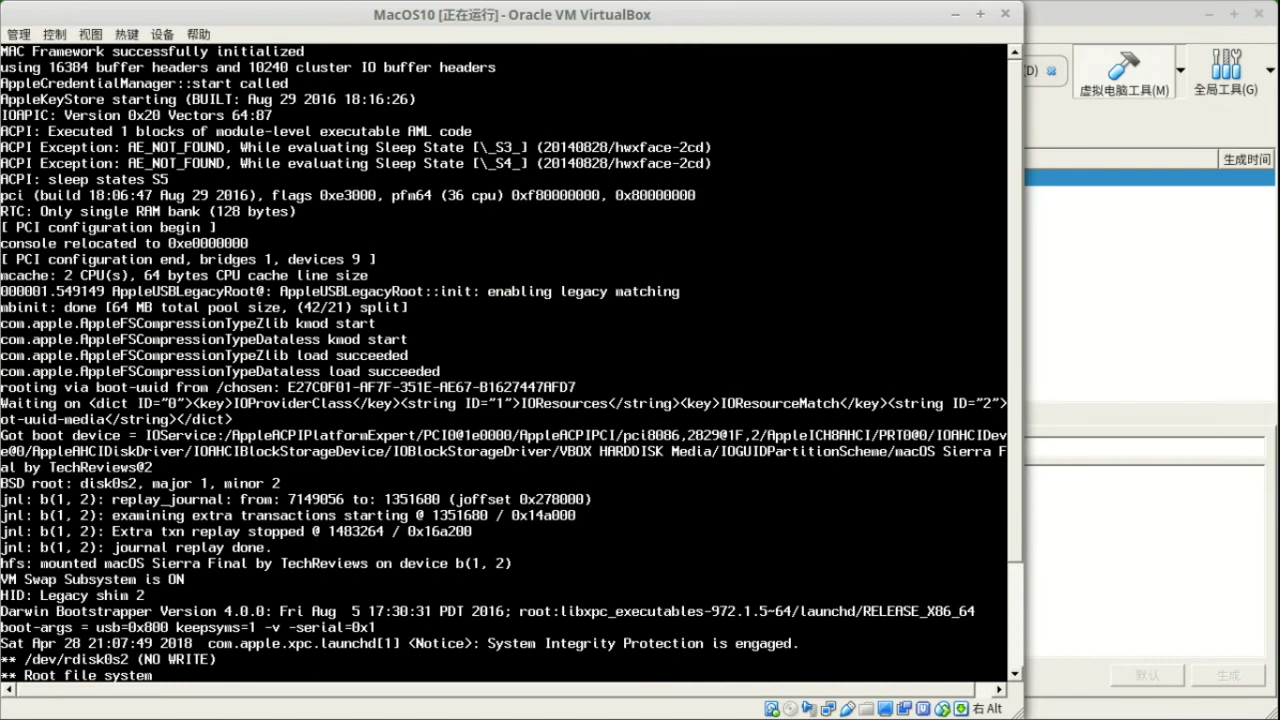 MacOS10 [正在运行] - Oracle VM VirtualBox
管理 控制 视图 热键 设备 帮助
MAC Framework successfully initialized
using 16384 buffer headers and 10240 cluster IO buffer headers
AppleCredentialManager::start called
AppleKeyStore starting (BUILT: Aug 29 2016 18:16:26)
IOAPIC: Version 0x20 Vectors 64:87
ACPI: Executed 1 blocks of module-level executable AML code
ACPI Exception: AE_NOT_FOUND, While evaluating Sleep State [\_S3_] (20140828/hwxface-2cd)
ACPI Exception: AE_NOT_FOUND, While evaluating Sleep State [\_S4_] (20140828/hwxface-2cd)
ACPI: sleep states S5
pci (build 18:06:47 Aug 29 2016), flags 0xe3000, pfm64 (36 cpu) 0xf80000000, 0x80000000
RTC: Only single RAM bank (128 bytes)
[ PCI configuration begin ]
console relocated to 0xe0000000
[ PCI configuration end, bridges 1, devices 9 ]
mcache: 2 CPU(s), 64 bytes CPU cache line size
000001.549149 AppleUSBLegacyRoot@: AppleUSBLegacyRoot::init: enabling legacy matching
mbinit: done [64 MB total pool size, (42/21) split]
com.apple.AppleFSCompressionTypeZlib kmod start
com.apple.AppleFSCompressionTypeDataless kmod start
com.apple.AppleFSCompressionTypeZlib load succeeded
com.apple.AppleFSCompressionTypeDataless load succeeded
rooting via boot-uuid from /chosen: E27C0F01-AF7F-351E-AE67-B1627447AFD7
Waiting on <dict ID="0"><key>IOProviderClass</key><string ID="1">IOResources</string><key>IOResourceMatch</key><string ID="2">
ot-uuid-media</string></dict>
Got boot device = IOService:/AppleACPIPlatformExpert/PCI0@1e0000/AppleACPIPCI/pci8086,2829@1F,2/AppleICH8AHCI/PRT0@0/IOAHCIDev
e@0/AppleAHCIDiskDriver/IOAHCIBlockStorageDevice/IOBlockStorageDriver/VBOX HARDDISK Media/IOGUIDPartitionScheme/macOS Sierra F
al by TechReviews@2
BSD root: disk0s2, major 1, minor 2
jnl: b(1, 2): replay_journal: from: 7149056 to: 1351680 (joffset 0x278000)
jnl: b(1, 2): examining extra transactions starting @ 1351680 / 0x14a000
jnl: b(1, 2): Extra txn replay stopped @ 1483264 / 0x16a200
jnl: b(1, 2): journal replay done.
hfs: mounted macOS Sierra Final by TechReviews on device b(1, 2)
VM Swap Subsystem is ON
HID: Legacy shim 2
Darwin Bootstrapper Version 4.0.0: Fri Aug  5 17:30:31 PDT 2016; root:libxpc_executables-972.1.5~64/launchd/RELEASE_X86_64
boot-args = usb=0x800 keepsyms=1 -v -serial=0x1
Sat Apr 28 21:07:49 2018  com.apple.xpc.launchd[1] <Notice>: System Integrity Protection is engaged.
** /dev/rdisk0s2 (NO WRITE)
** Root file system
右 Alt
(D)
虚拟电脑工具(M)
全局工具(G)
生成时间
默认
生成